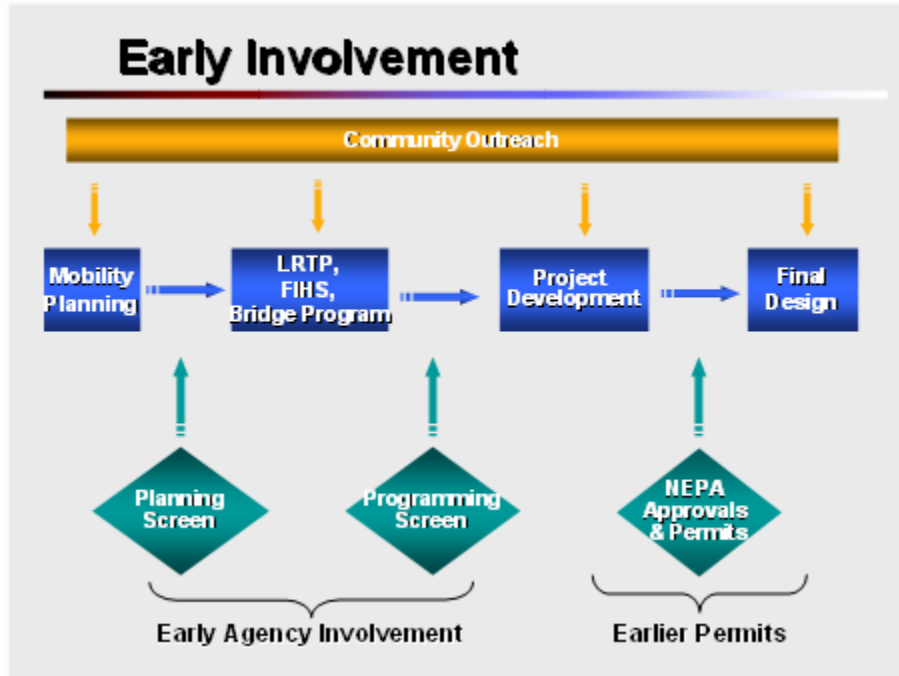 Early Involvement
Community Outreach
Mobility
Planning
LRTP,
FIHS,
Bridge Program
Project
Development
Final
Design
Planning
Screen
Programming
Screen
NEPA
Approvals
& Permits
Early Agency Involvement
Earlier Permits